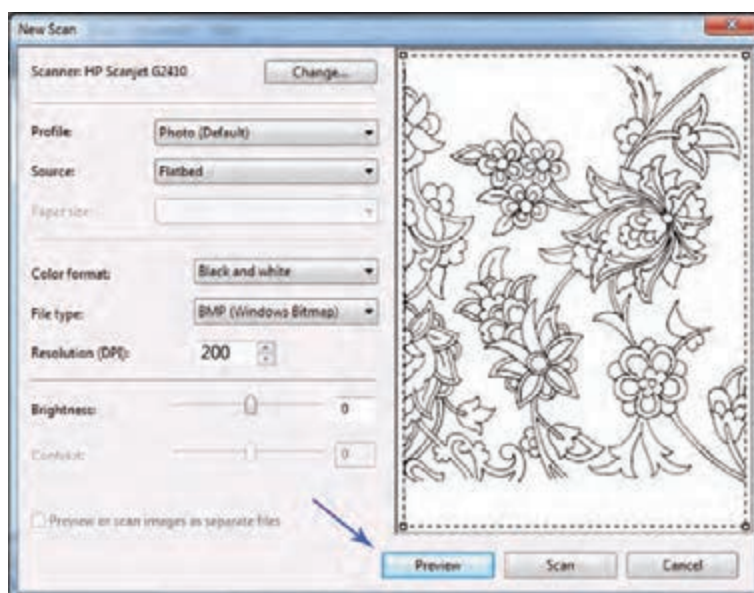 New Scan
Scanner: HP Scanjet G2410
Change...
Profile:
Photo (Default)
Source:
Flatbed
Paper size:
Color format:
Black and white
File type:
BMP (Windows Bitmap)
Resolution (DPI):
200
Brightness:
0
Contrast:
0
Preview or scan images as separate files
Preview
Scan
Cancel